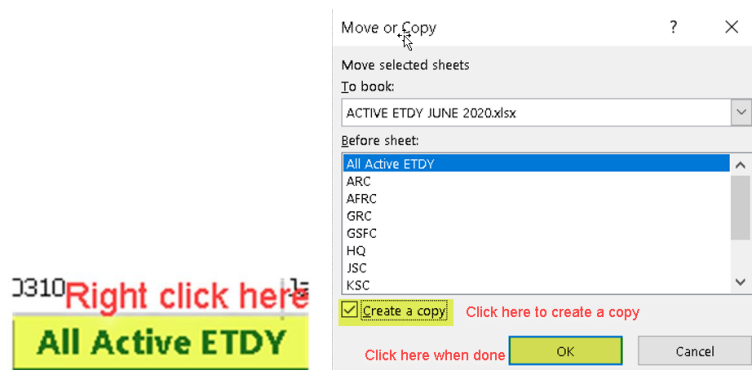 Move or Copy ?
Move selected sheets
To book:
ACTIVE ETDY JUNE 2020.xlsx
Before sheet:
All Active ETDY
ARC
AFRC
GRC
GSFC
HQ
JSC
KSC
Create a copy Click here to create a copy
Click here when done OK Cancel
0310 Right click here
All Active ETDY